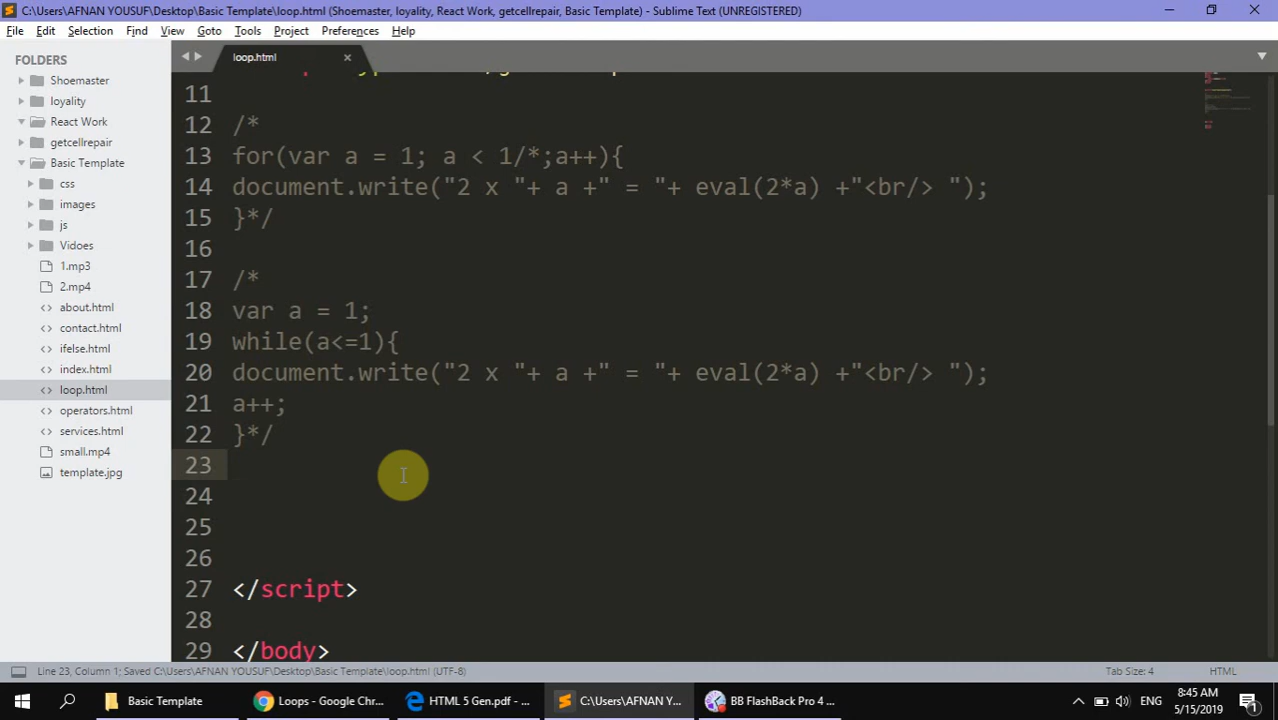 C:\Users\AFNAN YOUSUF\Desktop\Basic Template\loop.html (Shoemaster, loyality, React Work, getcellrepair, Basic Template) - Sublime Text (UNREGISTERED)
File Edit Selection Find View Goto Tools Project Preferences Help
FOLDERS
Shoemaster
loyality
React Work
getcellrepair
Basic Template
css
images
js
Vidoes
1.mp3
2.mp4
about.html
contact.html
ifelse.html
index.html
loop.html
operators.html
services.html
small.mp4
template.jpg
loop.html
11
12 /*
13 for(var a = 1; a < 1/*;a++){
14 document.write("2 x "+ a +" = "+ eval(2*a) +"<br/> ");
15 }*/
16
17 /*
18 var a = 1;
19 while(a<=1){
20 document.write("2 x "+ a +" = "+ eval(2*a) +"<br/> ");
21 a++;
22 }*/
23
24
25
26
27 </script>
28
29 </body>
Line 23, Column 1; Saved C:\Users\AFNAN YOUSUF\Desktop\Basic Template\loop.html (UTF-8) Tab Size: 4 HTML
Basic Template
Loops - Google Chr...
HTML 5 Gen.pdf - ...
C:\Users\AFNAN Y...
BB FlashBack Pro 4 ...
ENG
8:45 AM
5/15/2019
1